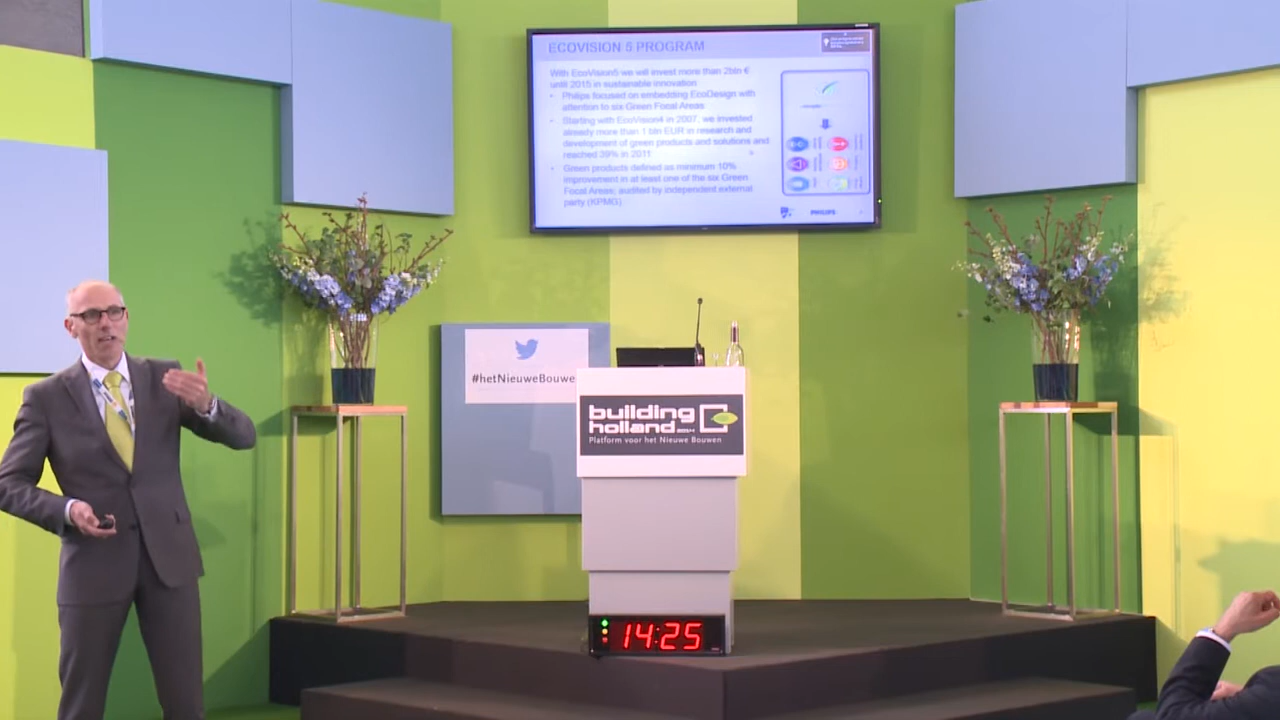 ECOVISION 5 PROGRAM
With EcoVision5 we will invest more than 2bln €
until 2015 in sustainable innovation
• Philips focused on embedding EcoDesign with
attention to six Green Focal Areas
• Starting with EcoVision4 in 2007, we invested
already more than 1 bln EUR in research and
development of green products and solutions and
reached 39% in 2011
• Green products defined as minimum 10%
improvement in at least one of the six Green
Focal Areas; audited by independent external
party (KPMG)
PHILIPS
#hetNieuweBouwe
building
holland 2014
Platform voor het Nieuwe Bouwen
14:25